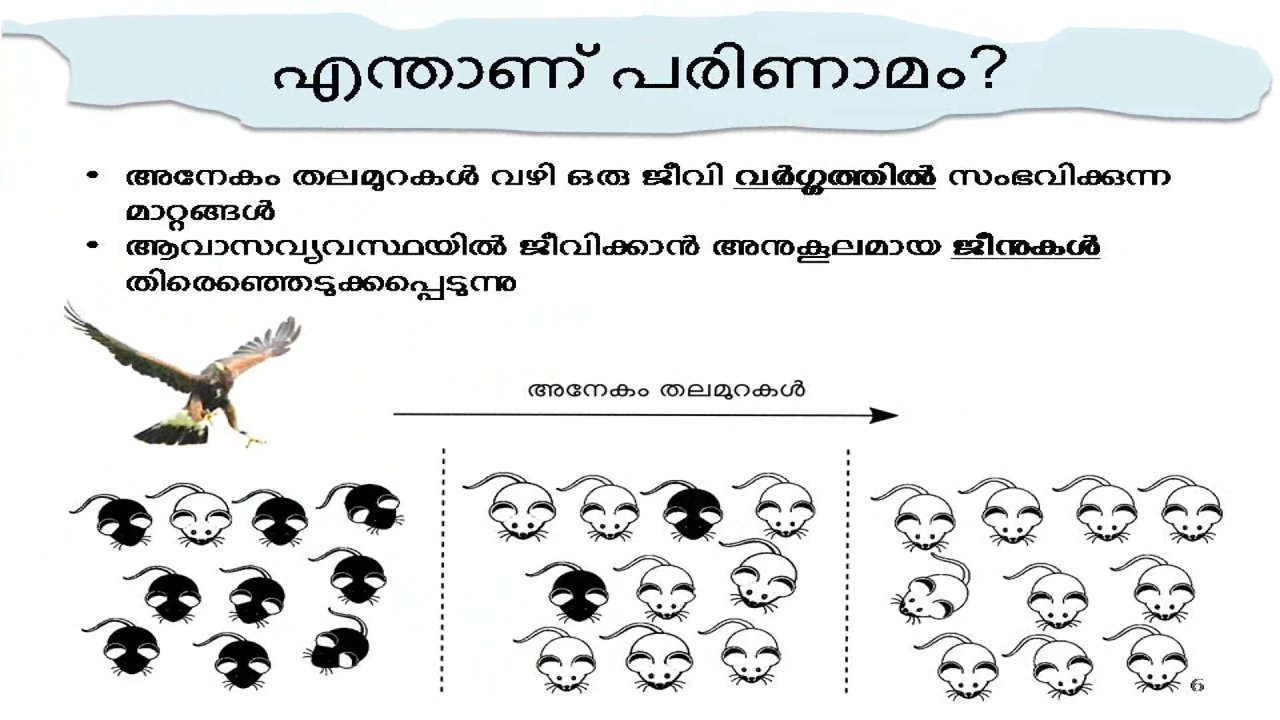 എന്താണ് പരിണാമം?
• അനേകം തലമുറകൾ വഴി ഒരു ജീവി വർഗ്ഗത്തിൽ സംഭവിക്കുന്ന
മാറ്റങ്ങൾ
• ആവാസവ്യവസ്ഥയിൽ ജീവിക്കാൻ അനുകൂലമായ ജീനുകൾ
തിരെഞ്ഞെടുക്കപ്പെടുന്നു
അനേകം തലമുറകൾ
6